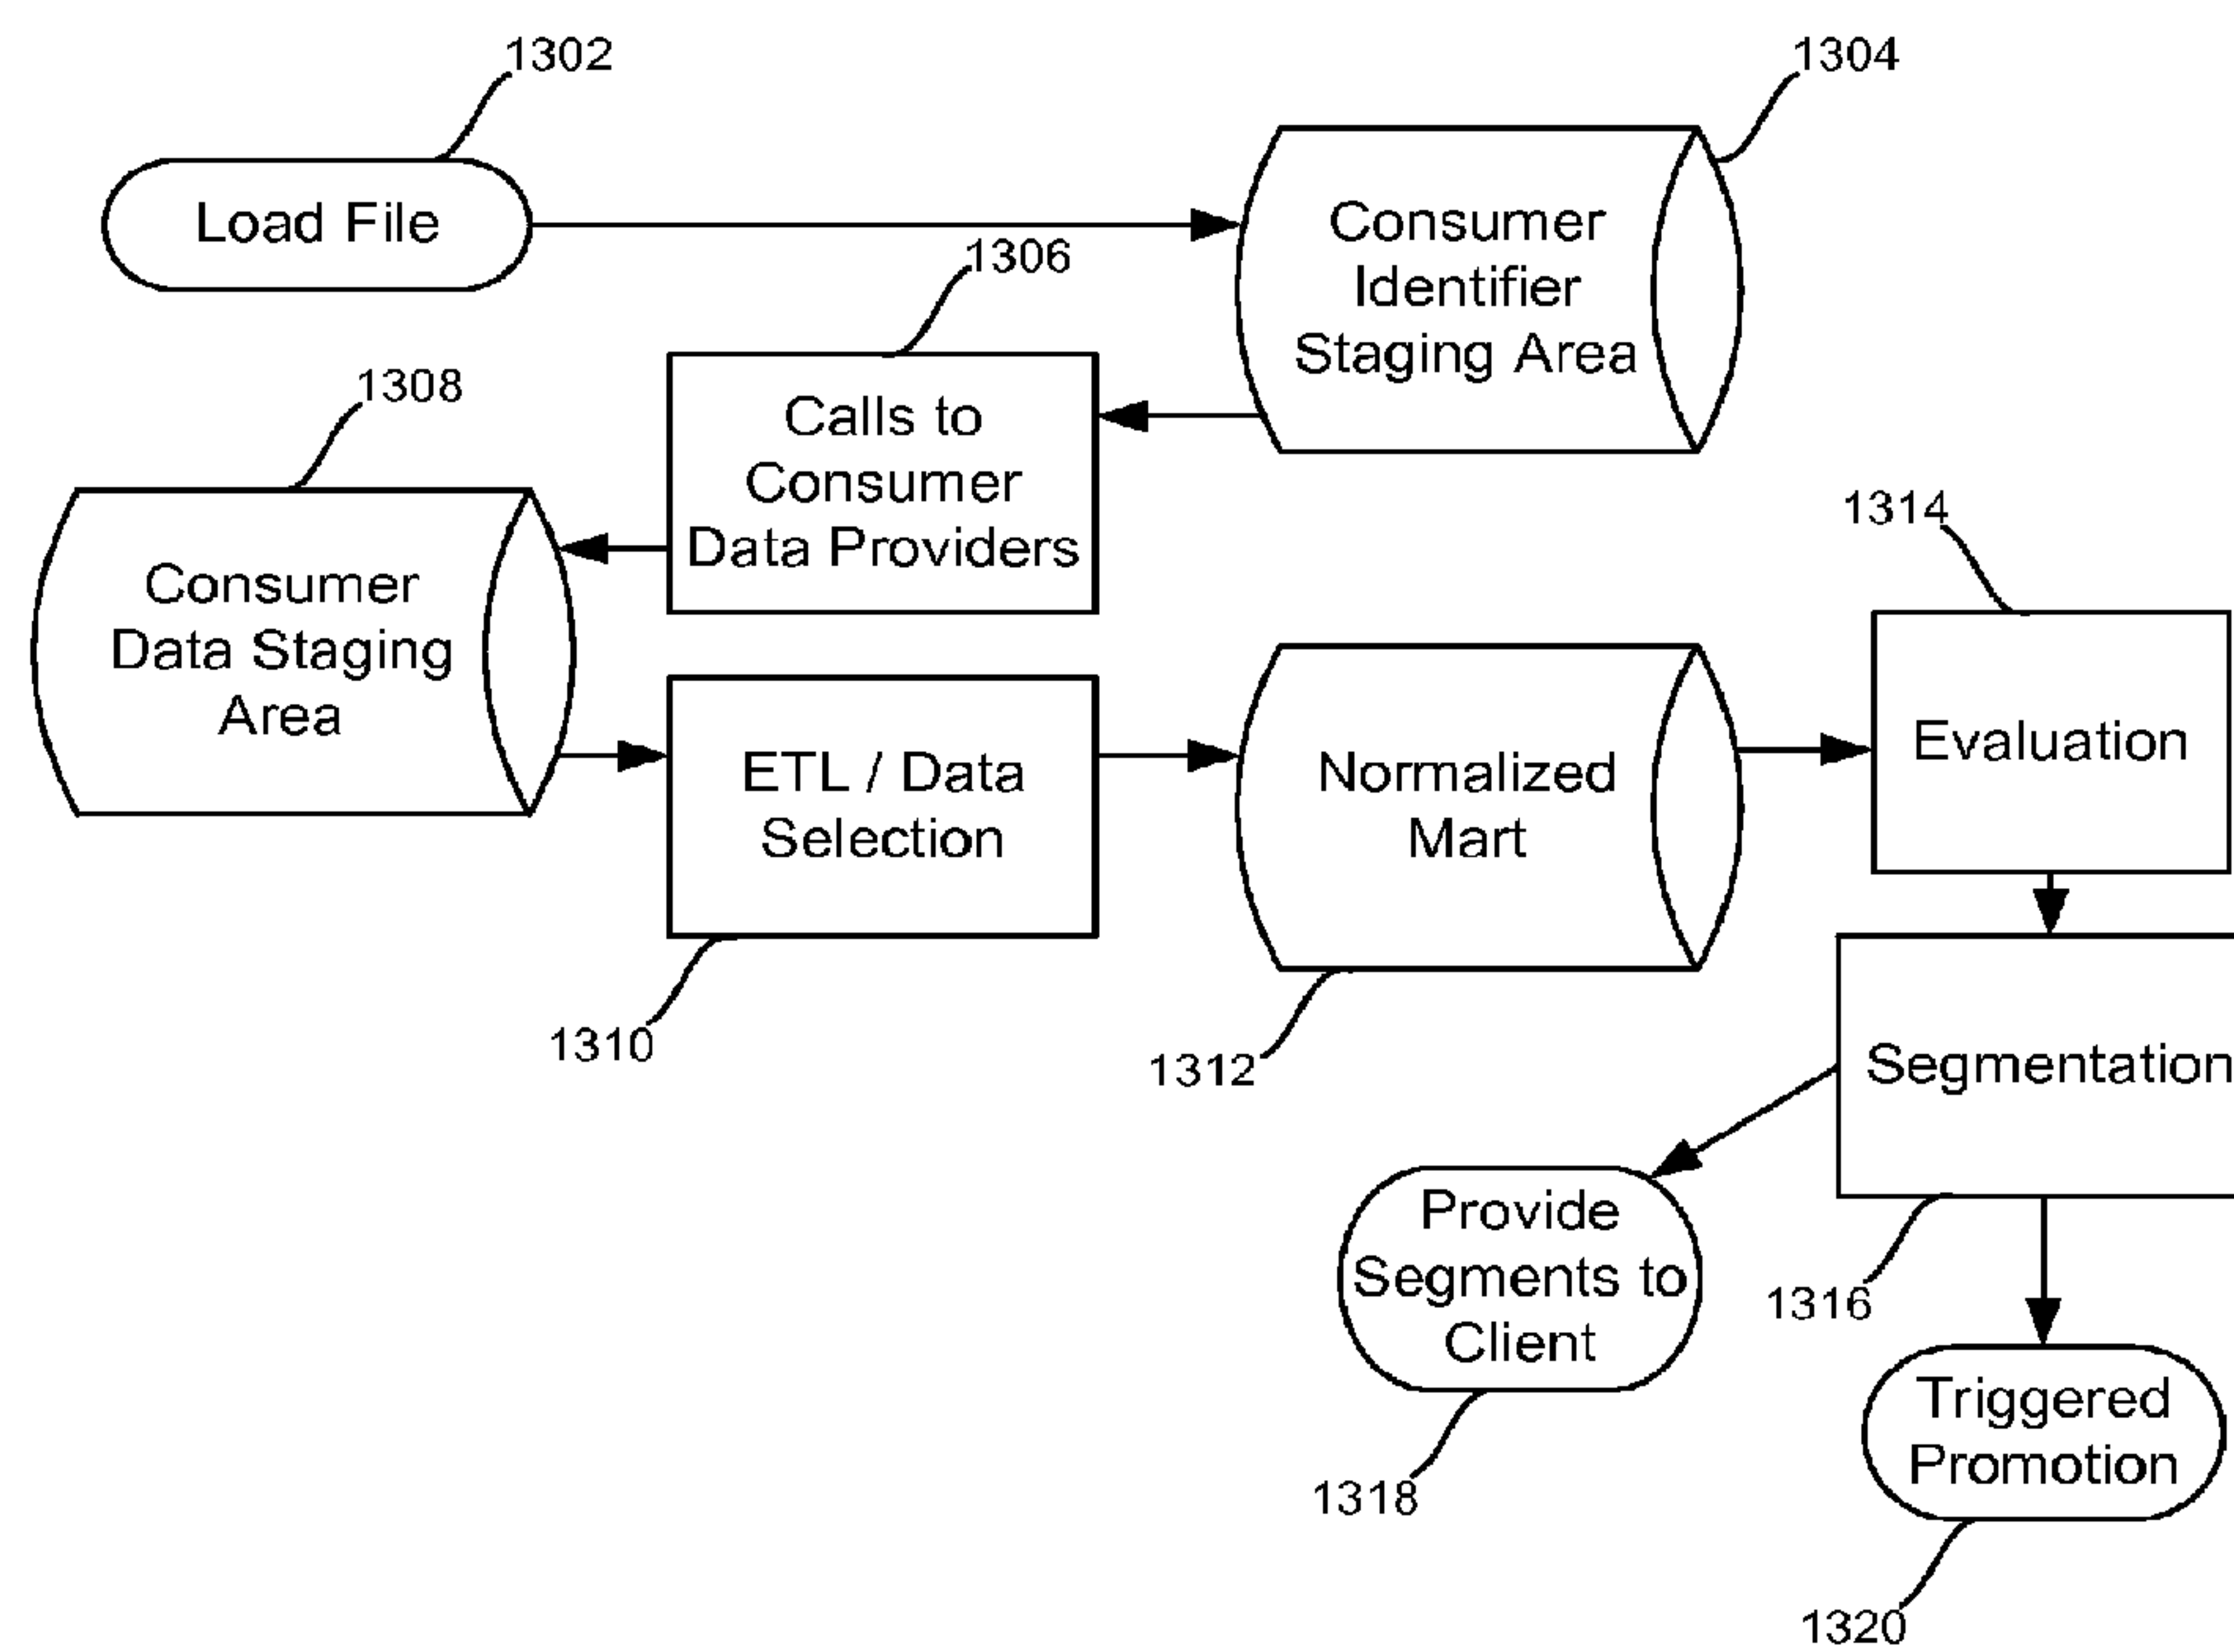 1302
1304
Load File
Consumer
Identifier
Staging Area
1306
1308
Calls to
Consumer
Data Providers
1314
Consumer
Data Staging
Area
ETL / Data
Selection
Normalized
Mart
Evaluation
1310
1312
Segmentation
Provide
Segments to
Client
1316
Triggered
Promotion
1318
1320